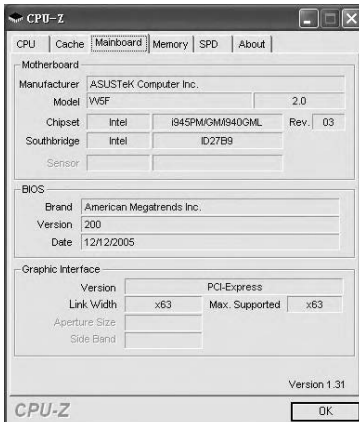 CPU-Z
CPU Cache Mainboard Memory SPD About
Motherboard
Manufacturer ASUSTeK Computer Inc.
Model W5F 2.0
Chipset Intel i945PM/GM/i940GML Rev. 03
Southbridge Intel ID27B9
Sensor
BIOS
Brand American Megatrends Inc.
Version 200
Date 12/12/2005
Graphic Interface
Version PCI-Express
Link Width x63 Max. Supported x63
Aperture Size
Side Band
Version 1.31
CPU-Z OK